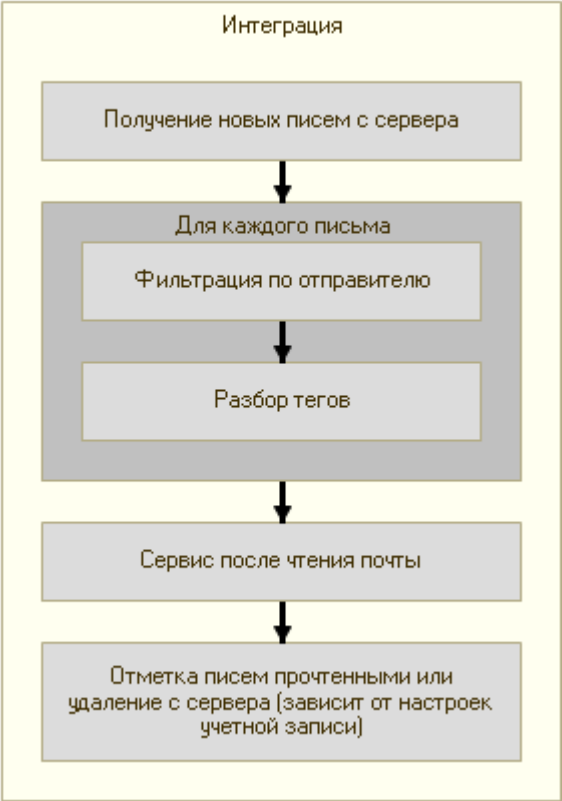 Интеграция
Получение новых писем с сервера
Для каждого письма
Фильтрация по отправителю
Разбор тегов
Сервис после чтения почты
Отметка писем прочтенными или
удаление с сервера (зависит от настроек
учетной записи)